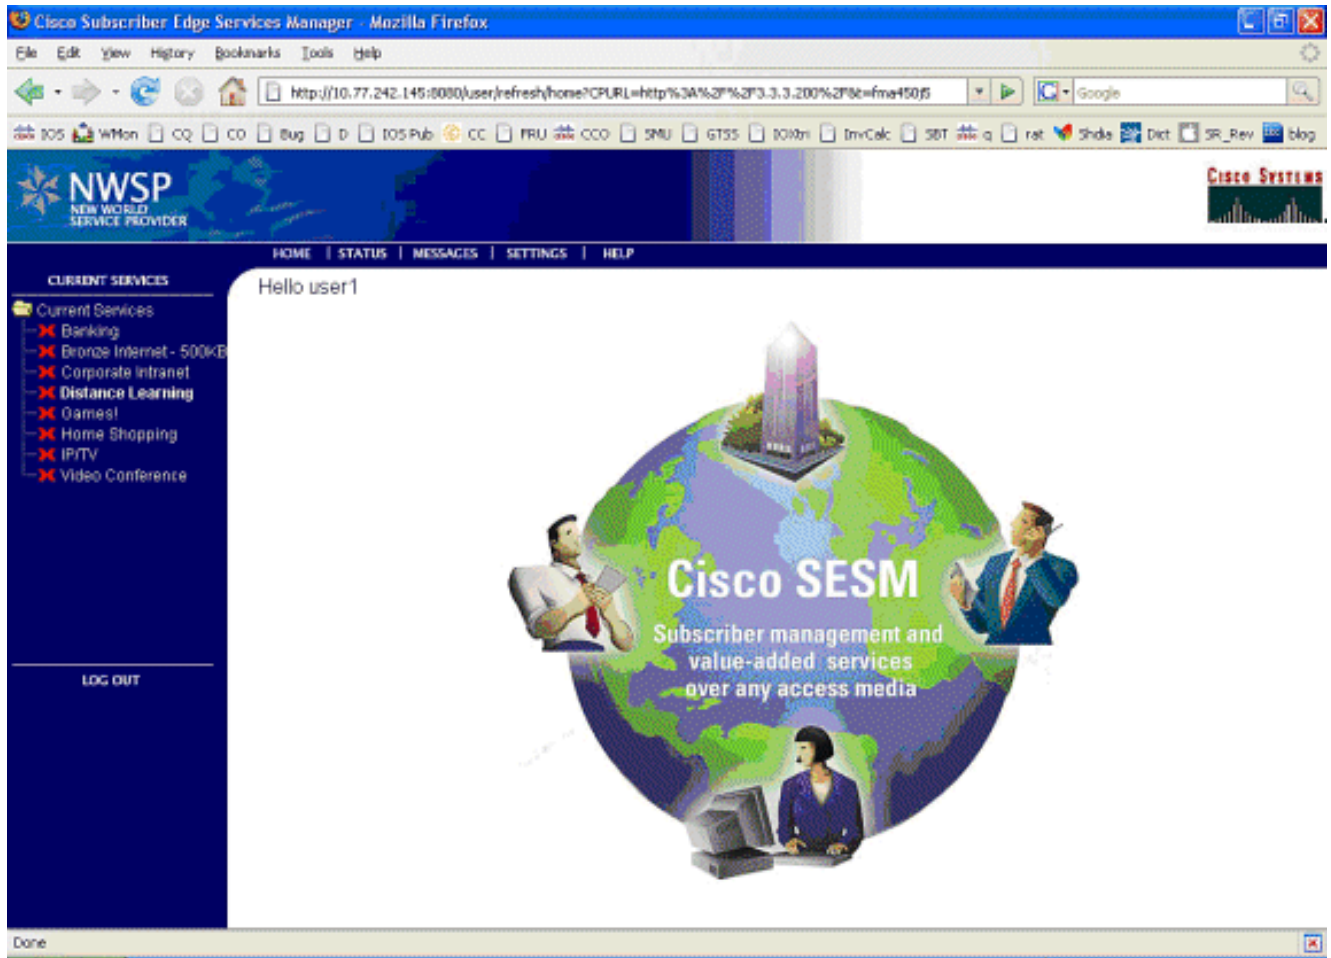 Cisco Subscriber Edge Services Manager - Mozilla Firefox
File Edit View History Bookmarks Tools Help
http://10.77.242.145:8080/user/refresh/home?CPURL=http%3A%2F%2F3.3.3.200%2F&t=fma450j5 Google
IOS WMon CQ CO Bug D IOS Pub CC FRU CCO SMU GTSS IOXtri InvCalc SBT q rat Shdia Dict SR_Rev blog
NWSP
NEW WORLD
SERVICE PROVIDER
CISCO SYSTEMS
HOME | STATUS | MESSAGES | SETTINGS | HELP
CURRENT SERVICES
Hello user1
Current Services
Banking
Bronze Internet - 500KB
Corporate Intranet
Distance Learning
Games!
Home Shopping
IP/TV
Video Conference
Cisco SESM
Subscriber management and
value-added services
over any access media
LOG OUT
Done